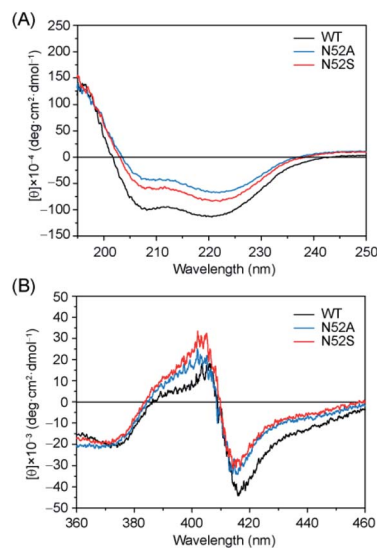 (A)
[θ]×10⁻⁴ (deg·cm²·dmol⁻¹)
250
200
150
100
50
0
−50
−100
−150
WT
N52A
N52S
200 210 220 230 240 250
Wavelength (nm)
(B)
[θ]×10⁻³ (deg·cm²·dmol⁻¹)
50
40
30
20
10
0
−10
−20
−30
−40
−50
WT
N52A
N52S
360 380 400 420 440 460
Wavelength (nm)